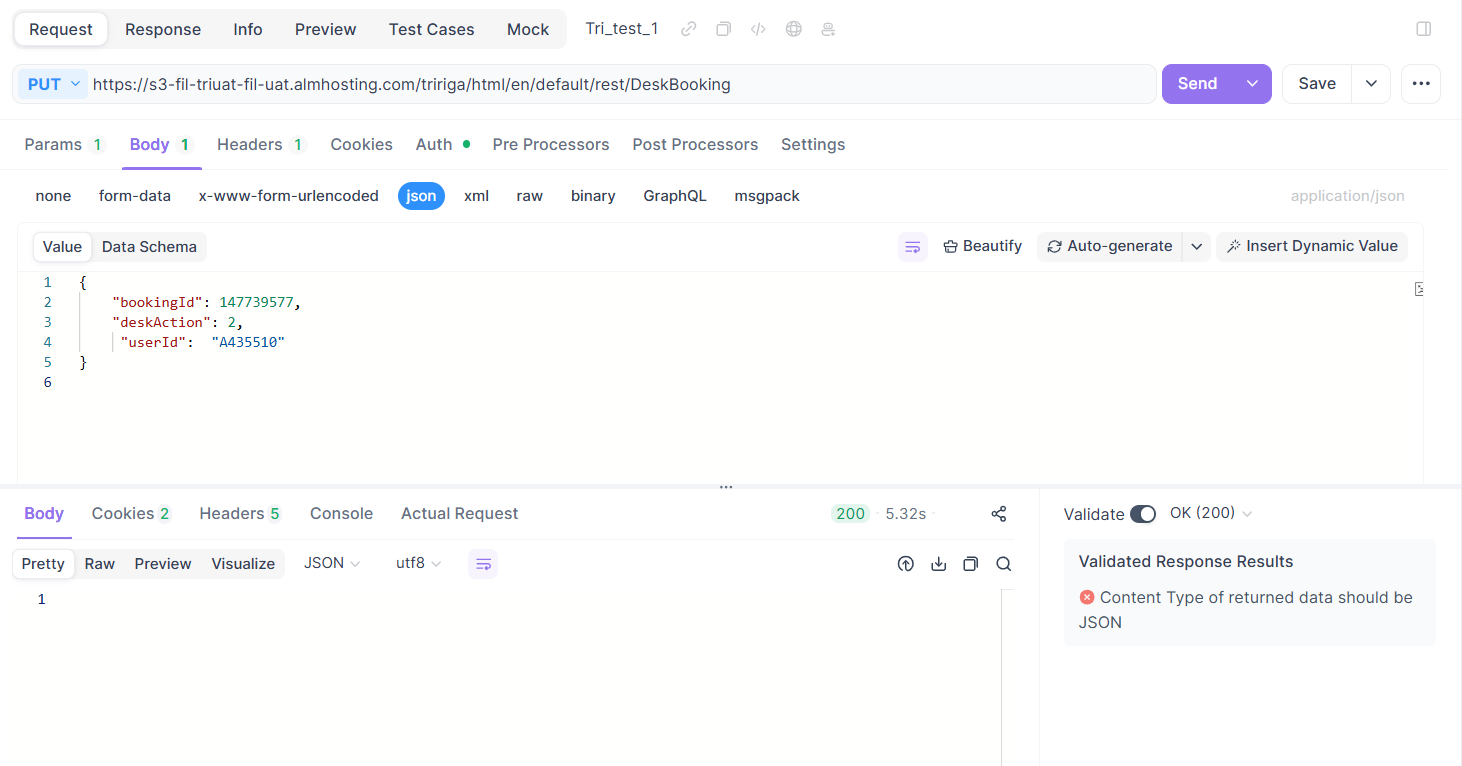 Request Response Info Preview Test Cases Mock Tri_test_1
PUT https://s3-fil-triuat-fil-uat.almhosting.com/tririga/html/en/default/rest/DeskBooking Send Save
Params 1 Body 1 Headers 1 Cookies Auth Pre Processors Post Processors Settings
none form-data x-www-form-urlencoded json xml raw binary GraphQL msgpack application/json
Value Data Schema Beautify Auto-generate Insert Dynamic Value
1 {
2 "bookingId": 147739577,
3 "deskAction": 2,
4 "userId": "A435510"
5 }
6
Body Cookies 2 Headers 5 Console Actual Request 200 · 5.32s · Validate OK (200)
Pretty Raw Preview Visualize JSON utf8
1
Validated Response Results
Content Type of returned data should be
JSON